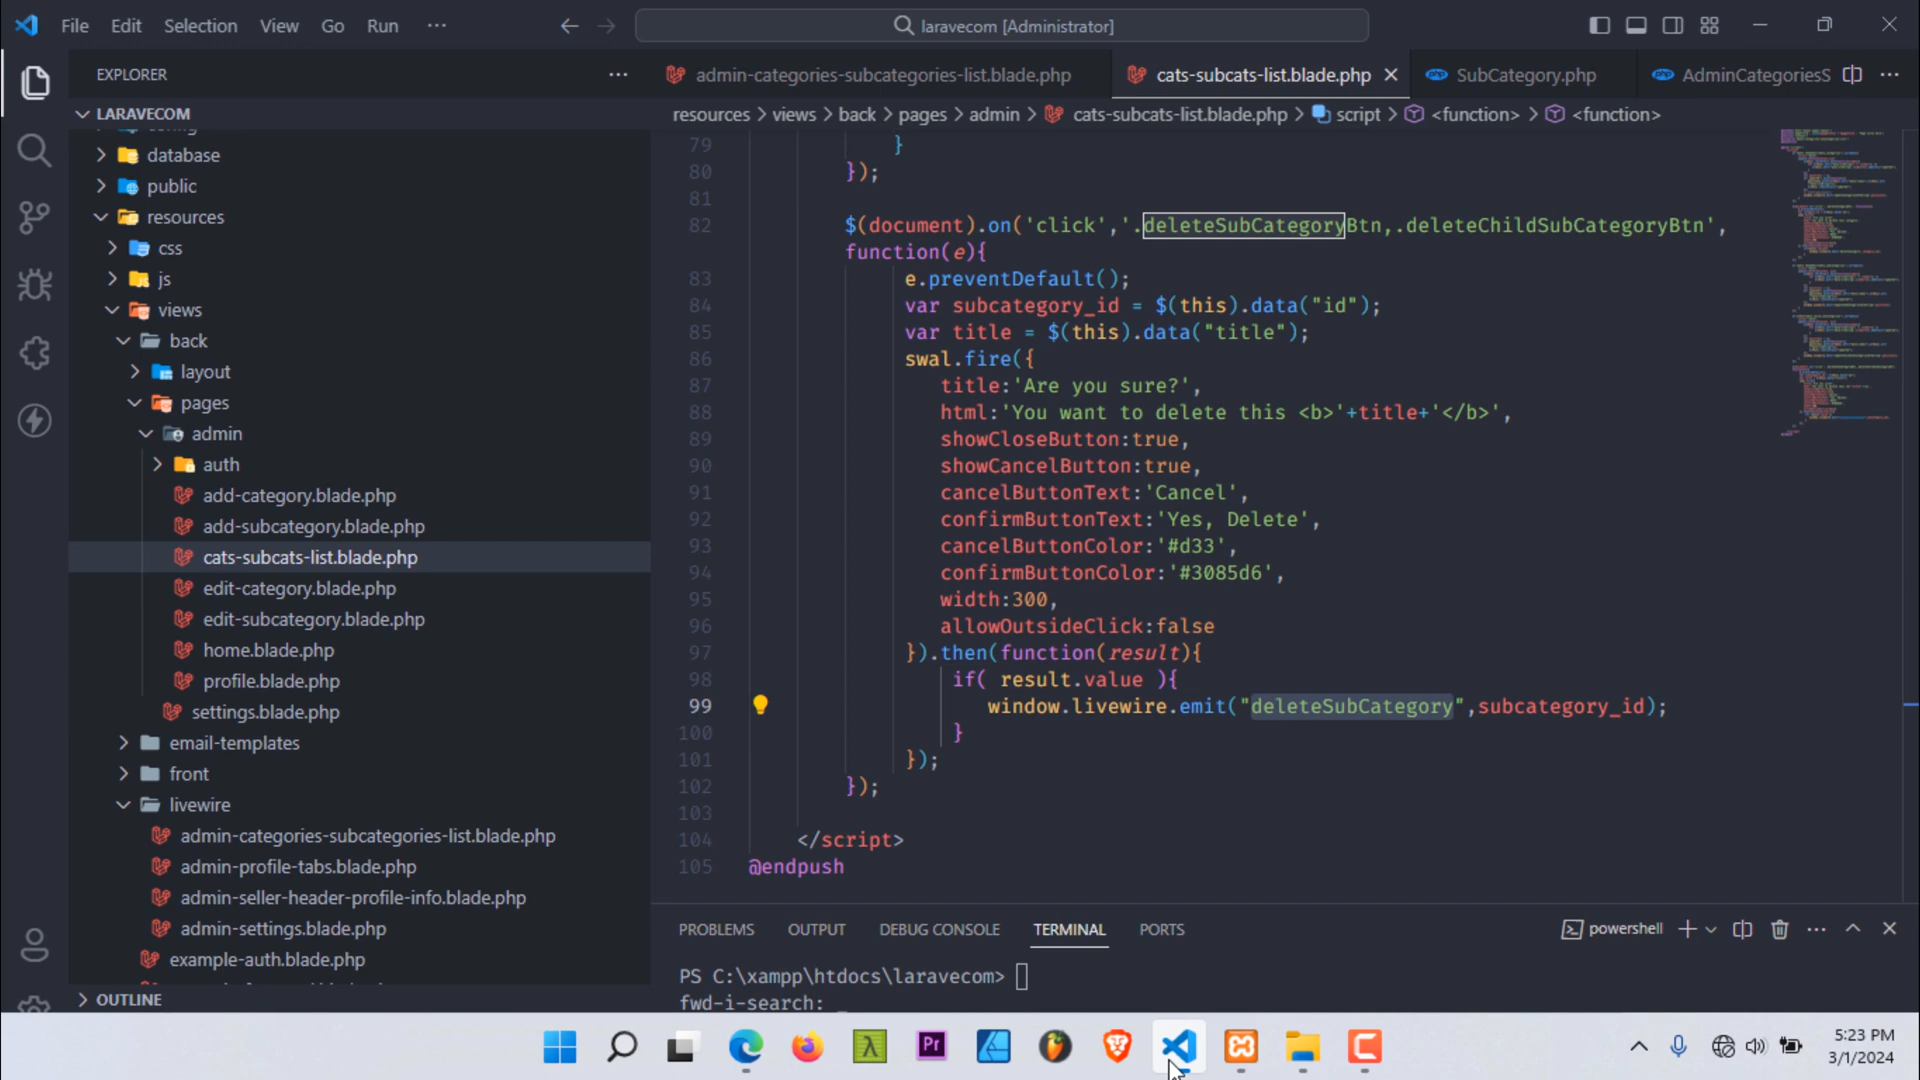 File Edit Selection View Go Run ··· laravecom [Administrator]
EXPLORER ···
admin-categories-subcategories-list.blade.php cats-subcats-list.blade.php SubCategory.php AdminCategoriesS ···
LARAVECOM
resources > views > back > pages > admin > cats-subcats-list.blade.php > script > <function> > <function>
config
database
public
resources
css
js
views
back
layout
pages
admin
auth
add-category.blade.php
add-subcategory.blade.php
cats-subcats-list.blade.php
edit-category.blade.php
edit-subcategory.blade.php
home.blade.php
profile.blade.php
settings.blade.php
email-templates
front
livewire
admin-categories-subcategories-list.blade.php
admin-profile-tabs.blade.php
admin-seller-header-profile-info.blade.php
admin-settings.blade.php
example-auth.blade.php
OUTLINE
79 }
80 });
81
82 $(document).on('click','.deleteSubCategoryBtn,.deleteChildSubCategoryBtn',
function(e){
83 e.preventDefault();
84 var subcategory_id = $(this).data("id");
85 var title = $(this).data("title");
86 swal.fire({
87 title:'Are you sure?',
88 html:'You want to delete this <b>'+title+'</b>',
89 showCloseButton:true,
90 showCancelButton:true,
91 cancelButtonText:'Cancel',
92 confirmButtonText:'Yes, Delete',
93 cancelButtonColor:'#d33',
94 confirmButtonColor:'#3085d6',
95 width:300,
96 allowOutsideClick:false
97 }).then(function(result){
98 if( result.value ){
99 window.livewire.emit("deleteSubCategory",subcategory_id);
100 }
101 });
102 });
103
104 </script>
105 @endpush
PROBLEMS OUTPUT DEBUG CONSOLE TERMINAL PORTS powershell
PS C:\xampp\htdocs\laravecom>
fwd-i-search: _
Pr
5:23 PM
3/1/2024